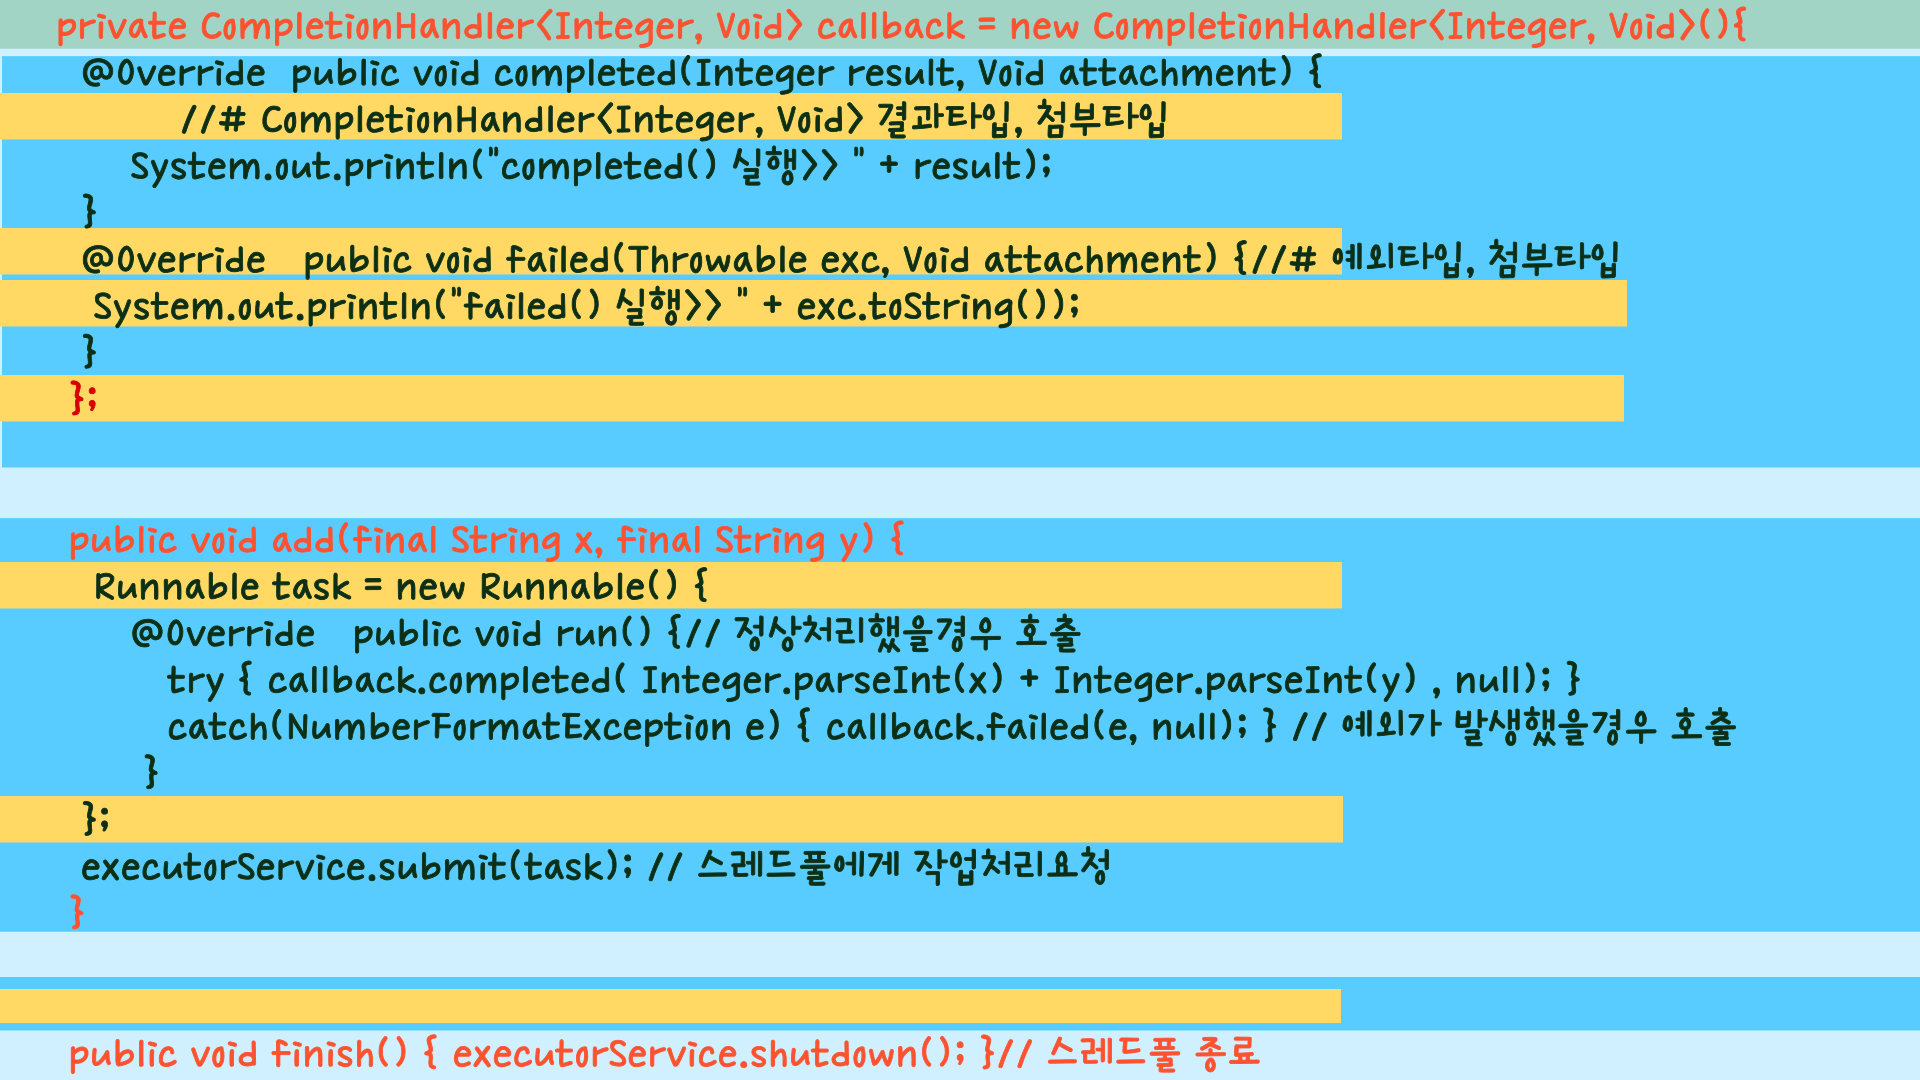 private CompletionHandler<Integer, Void> callback = new CompletionHandler<Integer, Void>(){
@Override public void completed(Integer result, Void attachment) {
//# CompletionHandler<Integer, Void> 결과타입, 첨부타입
System.out.println("completed() 실행>> " + result);
}
@Override public void failed(Throwable exc, Void attachment) {//# 예외타입, 첨부타입
System.out.println("failed() 실행>> " + exc.toString());
}
};
public void add(final String x, final String y) {
Runnable task = new Runnable() {
@Override public void run() {// 정상처리했을경우 호출
try { callback.completed( Integer.parseInt(x) + Integer.parseInt(y) , null); }
catch(NumberFormatException e) { callback.failed(e, null); } // 예외가 발생했을경우 호출
}
};
executorService.submit(task); // 스레드풀에게 작업처리요청
}
public void finish() { executorService.shutdown(); }// 스레드풀 종료